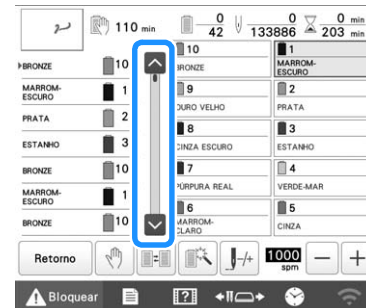 110 min
0
42
0
133886
0 min
203 min
BRONZE 10
MARROM-
ESCURO 1
PRATA 2
ESTANHO 3
BRONZE 10
MARROM-
ESCURO 1
BRONZE 10
10
BRONZE
9
OURO VELHO
8
CINZA ESCURO
7
PÚRPURA REAL
6
MARROM-
CLARO
1
MARROM-
ESCURO
2
PRATA
3
ESTANHO
4
VERDE-MAR
5
CINZA
Retorno
-/+
1000
spm
−
+
Bloquear
?